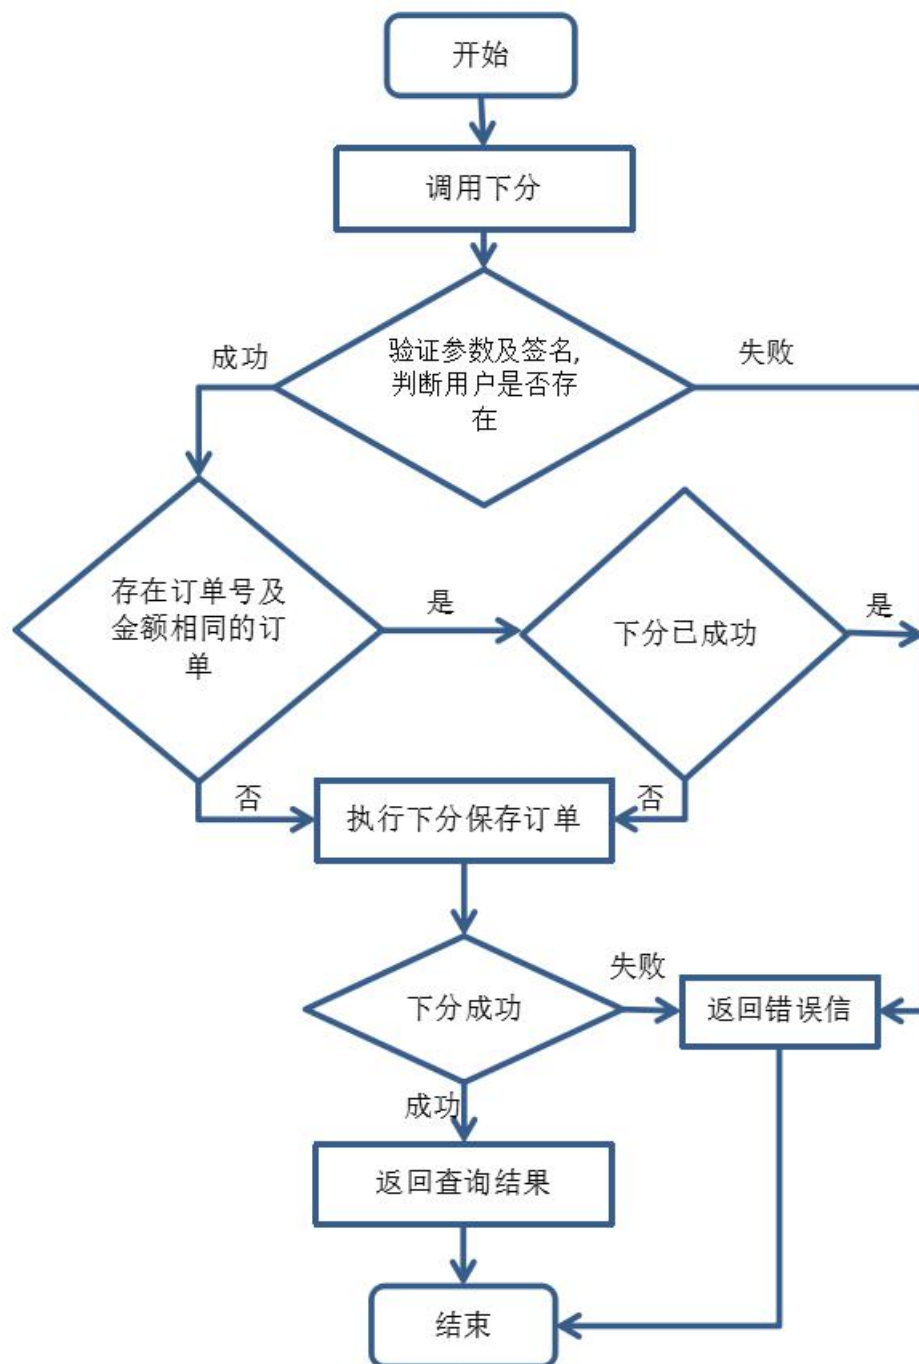 开始
调用下分
成功
验证参数及签名,
判断用户是否存
在
失败
存在订单号及
金额相同的订
单
是
下分已成功
是
否
执行下分保存订单
否
下分成功
失败
返回错误信
成功
返回查询结果
结束